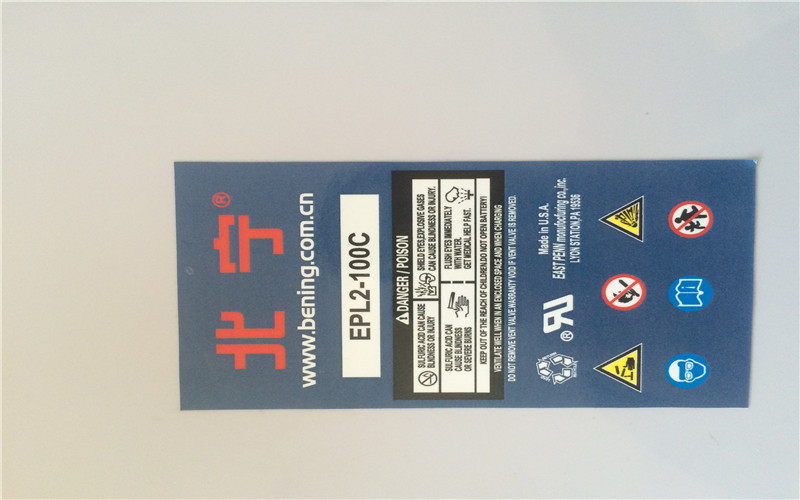 北宁®
www.bening.com.cn
EPL2-100C
DANGER / POISON
SULFURIC ACID CAN CAUSE
BLINDNESS OR INJURY
SHIELD EYES.EXPLOSIVE GASES
CAN CAUSE BLINDNESS OR INJURY.
SULFURIC ACID CAN
CAUSE BLINDNESS
OR SEVERE BURNS
FLUSH EYES IMMEDIATELY
WITH WATER.
GET MEDICAL HELP FAST.
KEEP OUT OF THE REACH OF CHILDREN.DO NOT OPEN BATTERY!
VENTILATE WELL WHEN IN AN ENCLOSED SPACE AND WHEN CHARGING
DO NOT REMOVE VENT VALVE.WARRANTY VOID IF VENT VALVE IS REMOVED.
Made in U.S.A.
EAST PENN manufacturing co.,inc.
LYON STATION,PA 19536